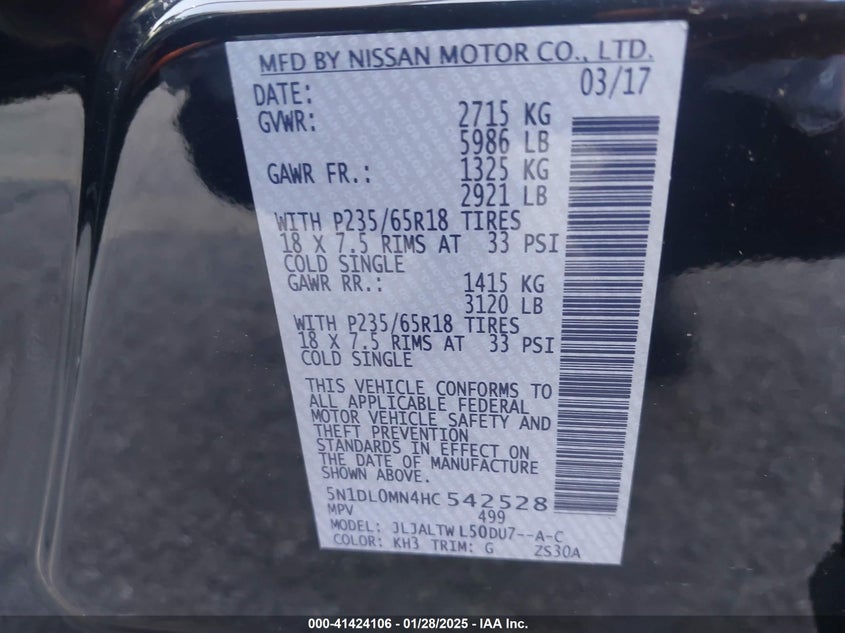 MFD BY NISSAN MOTOR CO., LTD.
DATE: 03/17
GVWR: 2715 KG
5986 LB
GAWR FR.: 1325 KG
2921 LB
WITH P235/65R18 TIRES
18 X 7.5 RIMS AT 33 PSI
COLD SINGLE
GAWR RR.: 1415 KG
3120 LB
WITH P235/65R18 TIRES
18 X 7.5 RIMS AT 33 PSI
COLD SINGLE
THIS VEHICLE CONFORMS TO
ALL APPLICABLE FEDERAL
MOTOR VEHICLE SAFETY AND
THEFT PREVENTION
STANDARDS IN EFFECT ON
THE DATE OF MANUFACTURE
SHOWN ABOVE.
5N1DL0MN4HC 542528
MPV 499
MODEL: JLJALTW L50DU7--A-C
COLOR: KH3 TRIM: G ZS30A
000-41424106 - 01/28/2025 - IAA Inc.